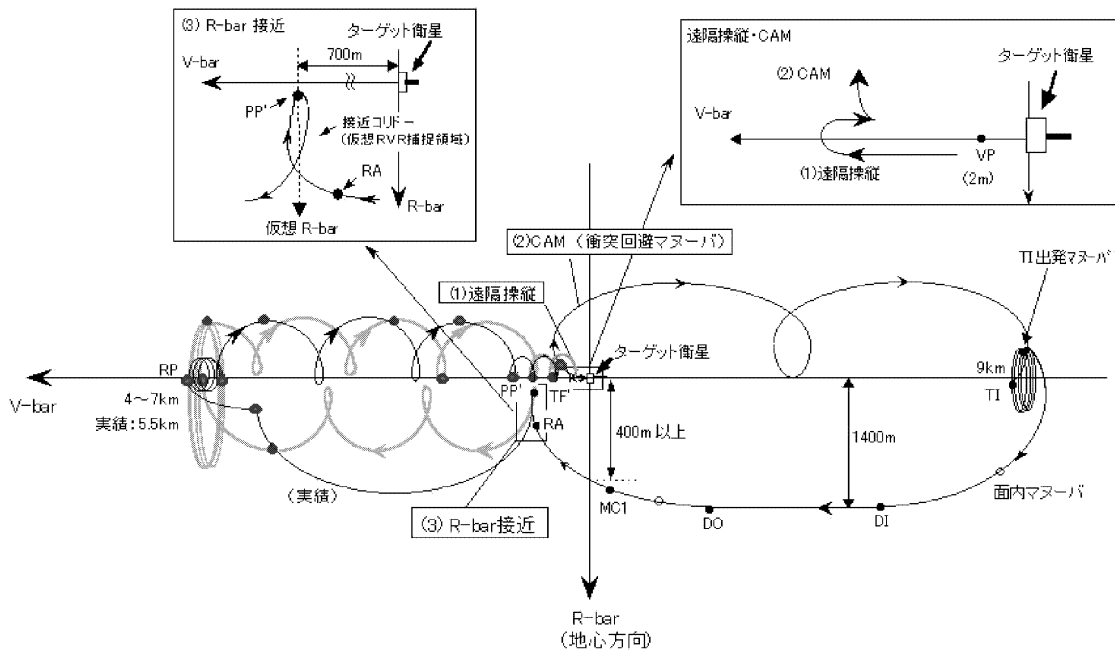 (3) R-bar 接近
ターゲット衛星
700m
V-bar
PP'
接近コリドー
(仮想RVR捕捉領域)
RA
R-bar
仮想 R-bar
遠隔操縦・CAM
ターゲット衛星
(2) CAM
V-bar
VP
(1)遠隔操縦
(2m)
(2)CAM (衝突回避マヌーバ)
TI出発マヌーバ
(1)遠隔操縦
ターゲット衛星
RP
9km
V-bar
PP'
TF'
TI
4～7km
実績:5.5km
RA
400m以上
1400m
(実績)
面内マヌーバ
MC1
DO
DI
(3) R-bar接近
R-bar
(地心方向)